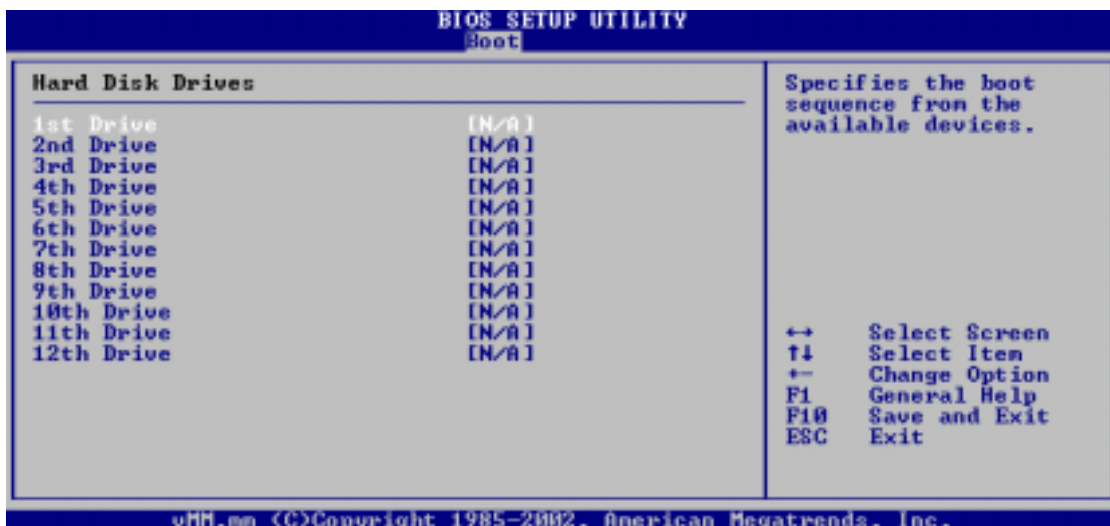 BIOS SETUP UTILITY
Boot
Hard Disk Drives
1st Drive [N/A]
2nd Drive [N/A]
3rd Drive [N/A]
4th Drive [N/A]
5th Drive [N/A]
6th Drive [N/A]
7th Drive [N/A]
8th Drive [N/A]
9th Drive [N/A]
10th Drive [N/A]
11th Drive [N/A]
12th Drive [N/A]
Specifies the boot
sequence from the
available devices.
↔ Select Screen
↑↓ Select Item
+- Change Option
F1 General Help
F10 Save and Exit
ESC Exit
vMM.mm (C)Copyright 1985-2002, American Megatrends, Inc.